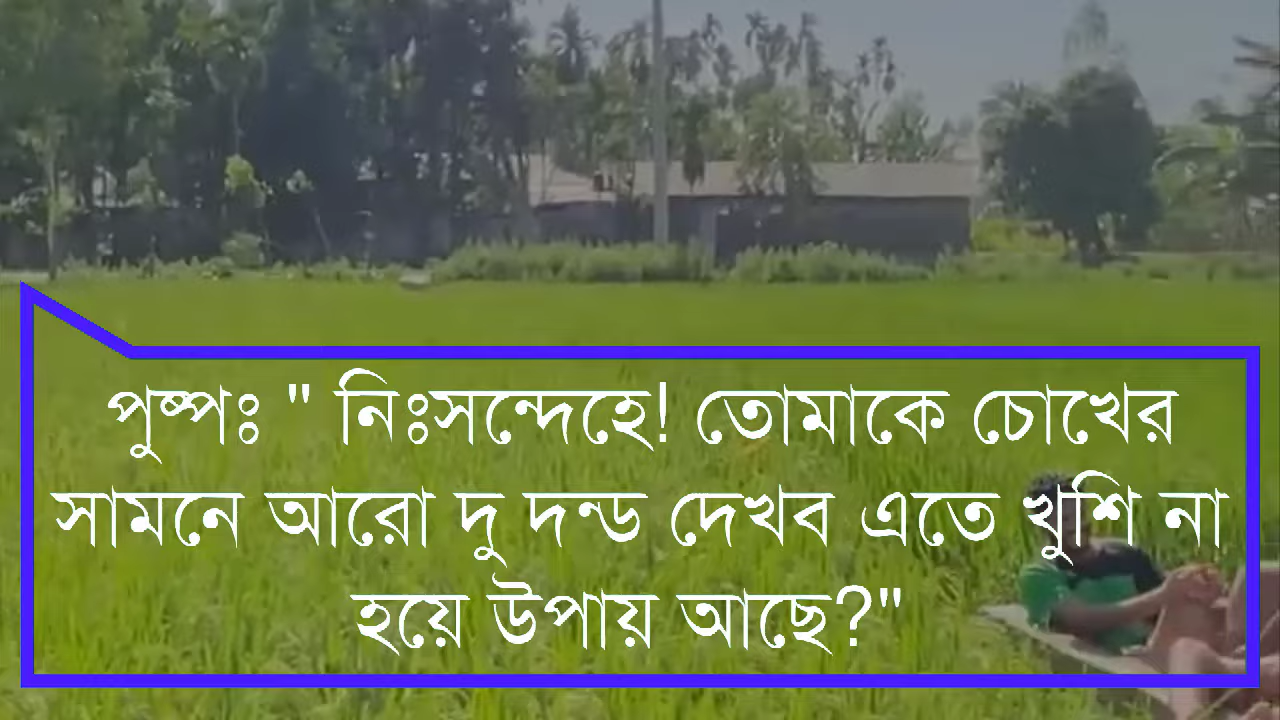 পুষ্পঃ " নিঃসন্দেহে! তোমাকে চোখের
সামনে আরো দু দন্ড দেখব এতে খুশি না
হয়ে উপায় আছে?"